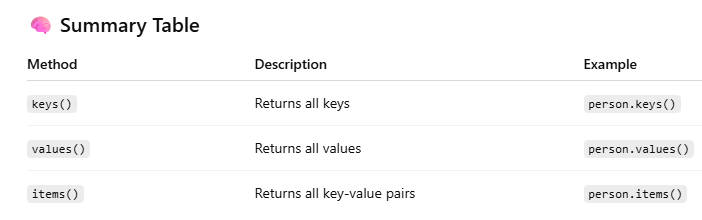 🧠 Summary Table
Method Description Example
keys() Returns all keys person.keys()
values() Returns all values person.values()
items() Returns all key-value pairs person.items()